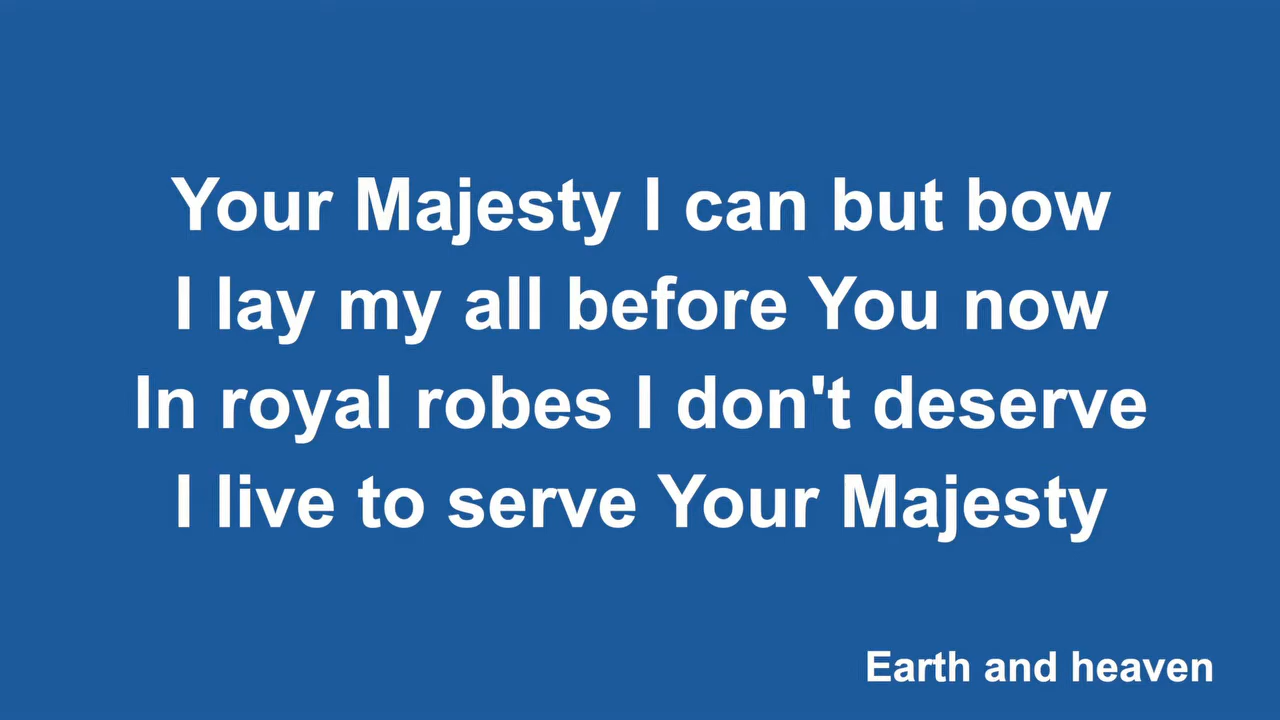 Your Majesty I can but bow
I lay my all before You now
In royal robes I don't deserve
I live to serve Your Majesty
Earth and heaven